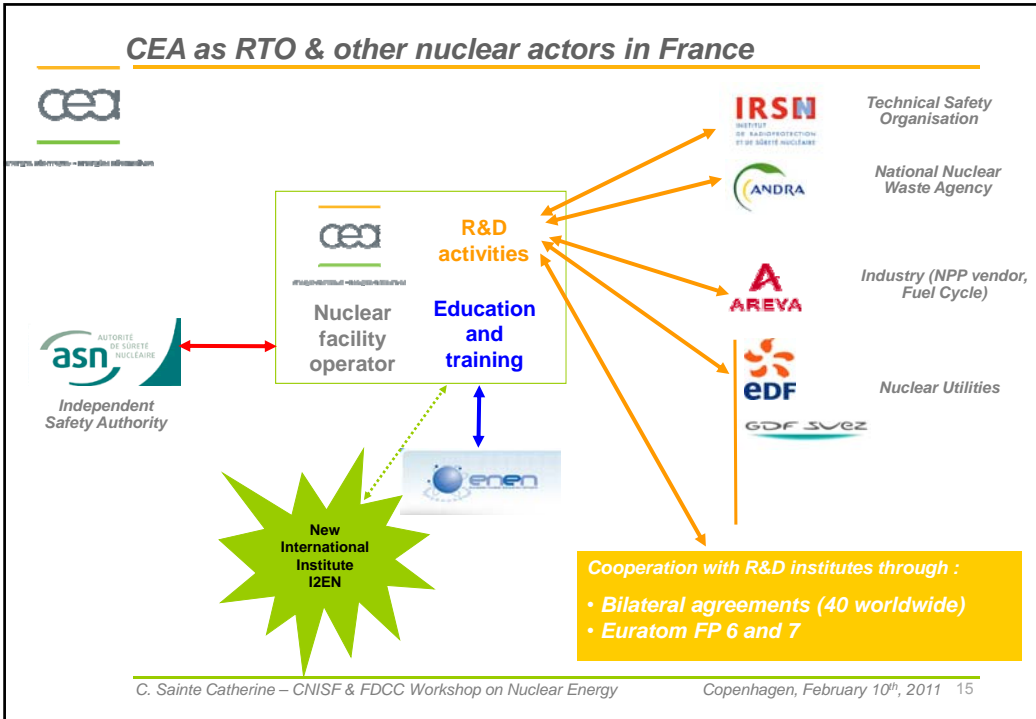 CEA as RTO & other nuclear actors in France
cea
IRSN
INSTITUT
DE RADIOPROTECTION
ET DE SÛRETÉ NUCLÉAIRE
Technical Safety
Organisation
ANDRA
National Nuclear
Waste Agency
cea
R&D
activities
Nuclear
facility
operator
Education
and
training
AREVA
Industry (NPP vendor,
Fuel Cycle)
asn
AUTORITÉ
DE SÛRETÉ
NUCLÉAIRE
Independent
Safety Authority
eDF
Nuclear Utilities
GDF SUEZ
enen
New
International
Institute
I2EN
Cooperation with R&D institutes through :
• Bilateral agreements (40 worldwide)
• Euratom FP 6 and 7
C. Sainte Catherine – CNISF & FDCC Workshop on Nuclear Energy
Copenhagen, February 10th, 2011
15